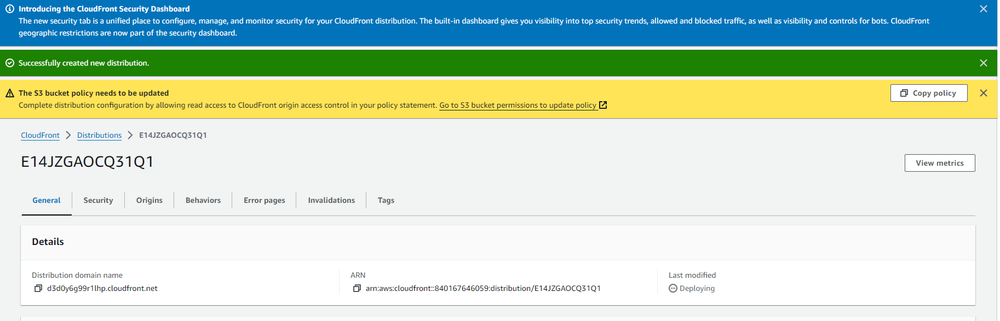 Introducing the CloudFront Security Dashboard
The new security tab is a unified place to configure, manage, and monitor security for your CloudFront distribution. The built-in dashboard gives you visibility into top security trends, allowed and blocked traffic, as well as visibility and controls for bots. CloudFront
geographic restrictions are now part of the security dashboard.
Successfully created new distribution.
The S3 bucket policy needs to be updated
Copy policy
Complete distribution configuration by allowing read access to CloudFront origin access control in your policy statement. Go to S3 bucket permissions to update policy
CloudFront > Distributions > E14JZGAOCQ31Q1
E14JZGAOCQ31Q1
View metrics
General Security Origins Behaviors Error pages Invalidations Tags
Details
Distribution domain name
d3d0y6g99r1lhp.cloudfront.net
ARN
arn:aws:cloudfront::840167646059:distribution/E14JZGAOCQ31Q1
Last modified
Deploying